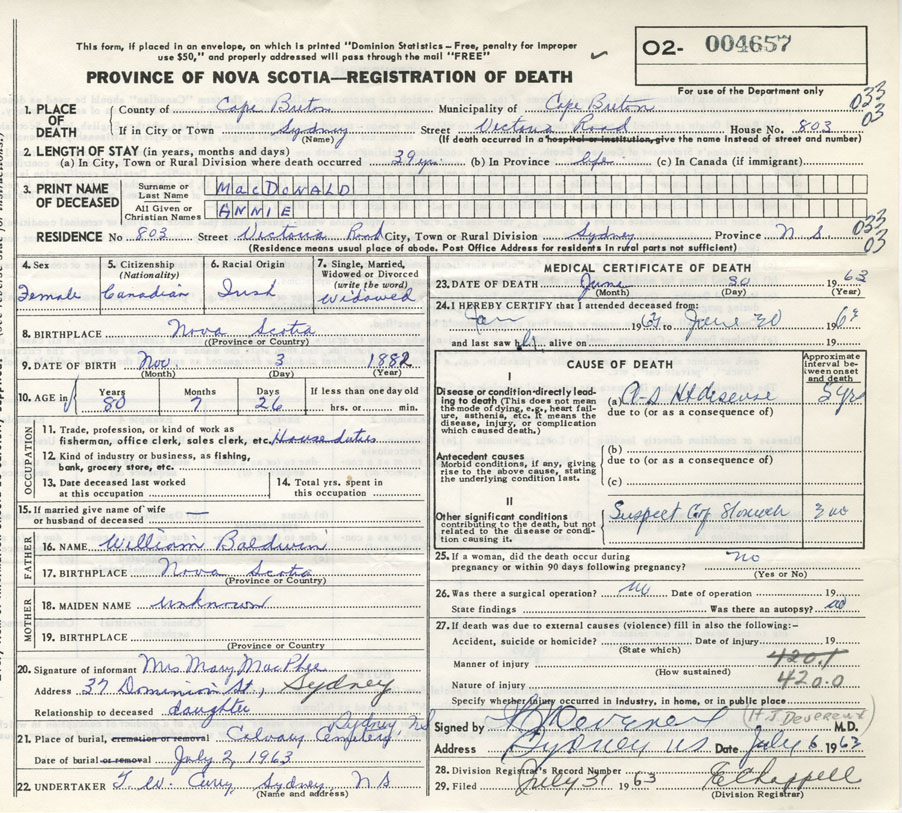 This form, if placed in an envelope, on which is printed "Dominion Statistics – Free, penalty for improper
use $50," and properly addressed will pass through the mail "FREE"
O2- 004657
For use of the Department only
PROVINCE OF NOVA SCOTIA—REGISTRATION OF DEATH
033
03
1. PLACE OF DEATH County of Cape Breton Municipality of Cape Breton
If in City or Town Sydney Street Victoria Road House No. 803
(Name) (If death occurred in a hospital or institution, give the name instead of street and number)
2. LENGTH OF STAY (in years, months and days)
(a) In City, Town or Rural Division where death occurred 39 yrs. (b) In Province Life (c) In Canada (if immigrant)
3. PRINT NAME OF DECEASED Surname or Last Name MacDONALD
All Given or Christian Names ANNIE
033
03
RESIDENCE No. 803 Street Victoria Road City, Town or Rural Division Sydney Province N S
(Residence means usual place of abode. Post Office Address for residents in rural parts not sufficient)
4. Sex Female
5. Citizenship (Nationality) Canadian
6. Racial Origin Irish
7. Single, Married, Widowed or Divorced (write the word) Widowed
8. BIRTHPLACE Nova Scotia
(Province or Country)
9. DATE OF BIRTH Nov. 3 1882
(Month) (Day) (Year)
10. AGE in Years 80 Months 7 Days 26 If less than one day old hrs. or min.
OCCUPATION
11. Trade, profession, or kind of work as
fisherman, office clerk, sales clerk, etc. House duties
12. Kind of industry or business, as fishing,
bank, grocery store, etc.
13. Date deceased last worked
at this occupation
14. Total yrs. spent in
this occupation
15. If married give name of wife
or husband of deceased —
FATHER
16. NAME William Baldwin
17. BIRTHPLACE Nova Scotia
(Province or Country)
MOTHER
18. MAIDEN NAME unknown
19. BIRTHPLACE
(Province or Country)
20. Signature of informant Mrs Mary MacPhee
Address 37 Dominion St., Sydney
Relationship to deceased daughter
21. Place of burial, cremation or removal Calvary Cemetery, Sydney, NS
Date of burial or removal July 2, 1963
22. UNDERTAKER T. W. Curry, Sydney N S
(Name and address)
MEDICAL CERTIFICATE OF DEATH
23. DATE OF DEATH June 30 1963
(Month) (Day) (Year)
24. I HEREBY CERTIFY that I attended deceased from:
Jan 19 to June 30 1963
and last saw her alive on 19
CAUSE OF DEATH
Approximate interval between onset and death
I
Disease or condition directly leading to death (This does not mean
the mode of dying, e.g., heart failure,
asthenia, etc. It means the
disease, injury, or complication
which caused death.)
(a) A-S Ht disease 5 yrs
due to (or as a consequence of)
Antecedent causes
Morbid conditions, if any, giving
rise to the above cause, stating
the underlying condition last.
(b)
due to (or as a consequence of)
(c)
II
Other significant conditions
contributing to the death, but not
related to the disease or condition
causing it.
Suspect
25. If a woman, did the death occur during
pregnancy or within 90 days following pregnancy? no
(Yes or No)
26. Was there a surgical operation? no Date of operation 19
State findings Was there an autopsy? no
27. If death was due to external causes (violence) fill in also the following:-
Accident, suicide or homicide? Date of injury 19
(State which)
Manner of injury 420.1
(How sustained)
Nature of injury 420.0
Specify whether injury occurred in Industry, in home, or in public place
(H.J. DEVEREUX)
Signed by Devereux M.D.
Address Sydney NS Date July 6 1963
28. Division Registrar's Record Number
29. Filed July 31 1963 E Chappell
(Division Registrar)